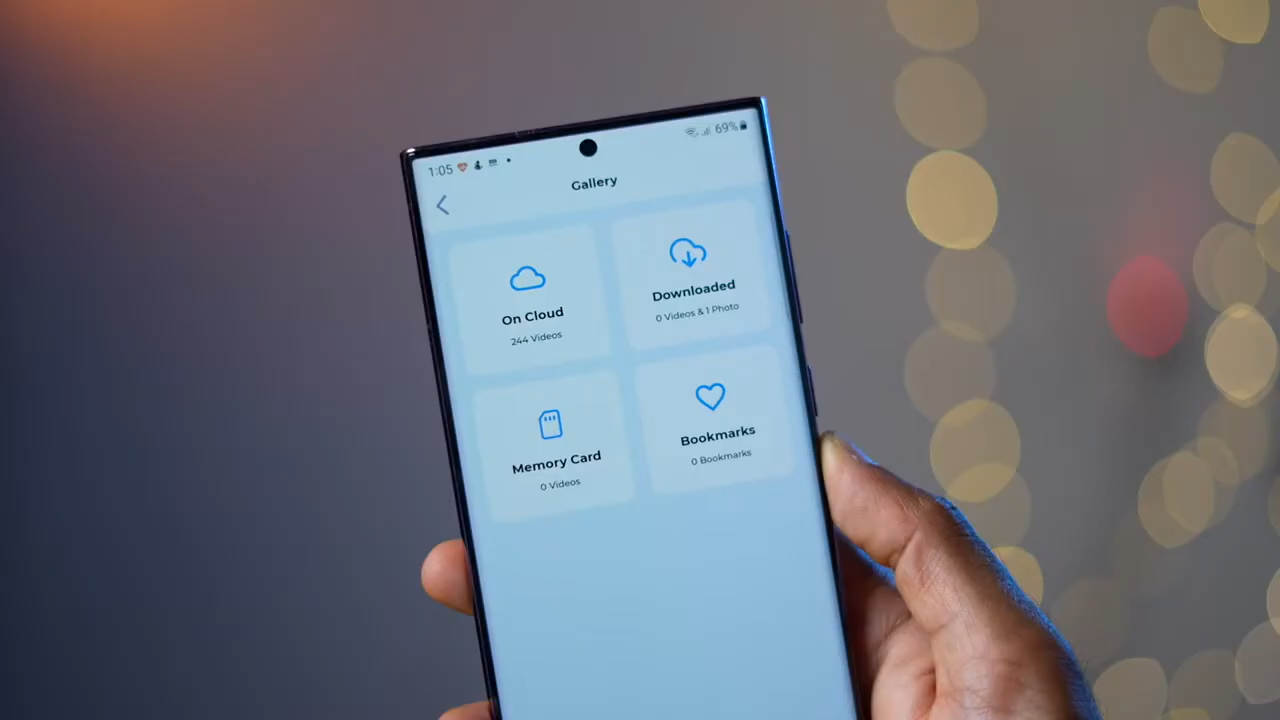 1:05
69%
Gallery
On Cloud
244 Videos
Downloaded
0 Videos & 1 Photo
Memory Card
0 Videos
Bookmarks
0 Bookmarks